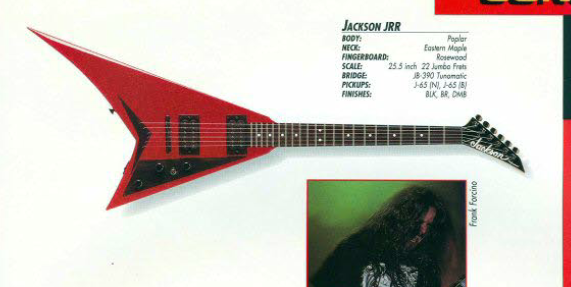 JACKSON JRR
BODY: Poplar
NECK: Eastern Maple
FINGERBOARD: Rosewood
SCALE: 25.5 inch 22 Jumbo Frets
BRIDGE: JB-390 Tunomatic
PICKUPS: J-65 (N), J-65 (B)
FINISHES: BLK, BR, DMB
Jackson
Frank Forcino